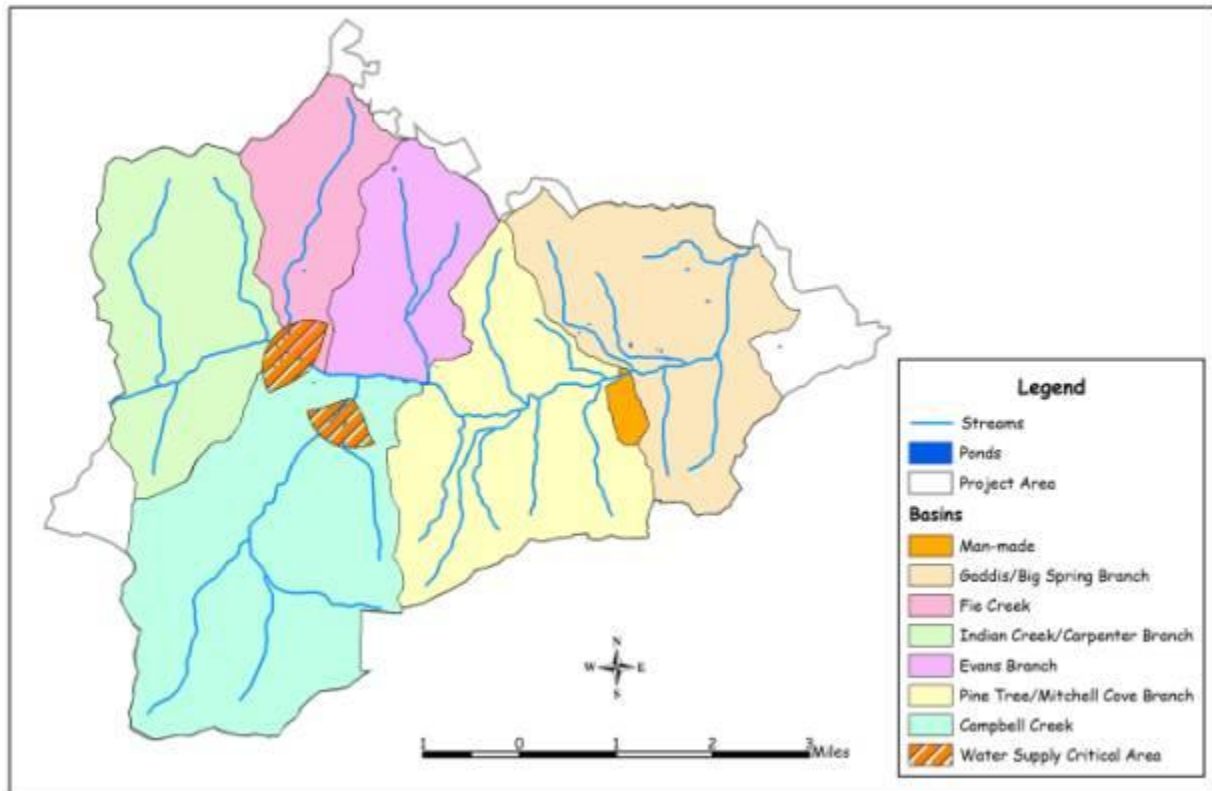 Legend
Streams
Ponds
Project Area
Basins
Man-made
Gaddis/Big Spring Branch
Fie Creek
Indian Creek/Carpenter Branch
Evans Branch
Pine Tree/Mitchell Cove Branch
Campbell Creek
Water Supply Critical Area
N
W E
S
1 0 1 2 3 Miles